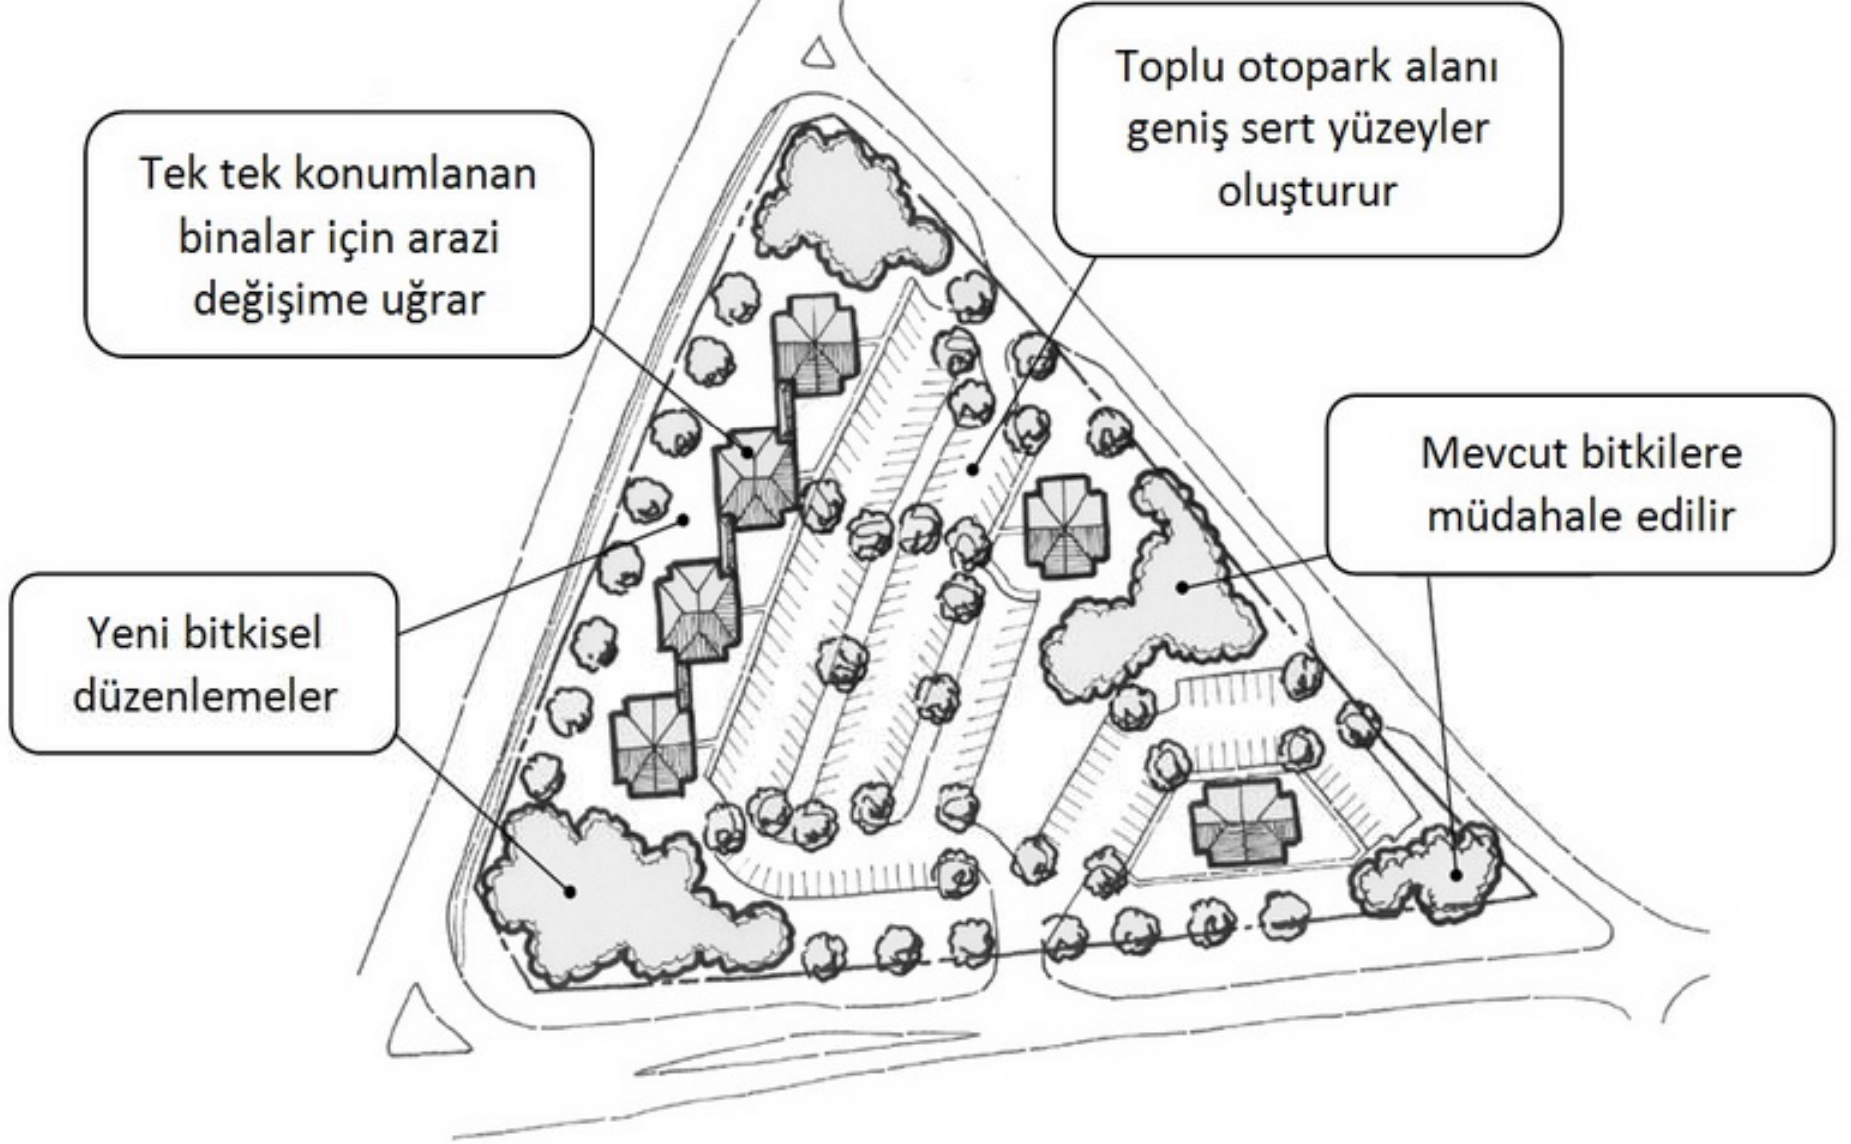 Toplu otopark alanı
geniş sert yüzeyler
oluşturur
Tek tek konumlanan
binalar için arazi
değişime uğrar
Mevcut bitkilere
müdahale edilir
Yeni bitkisel
düzenlemeler